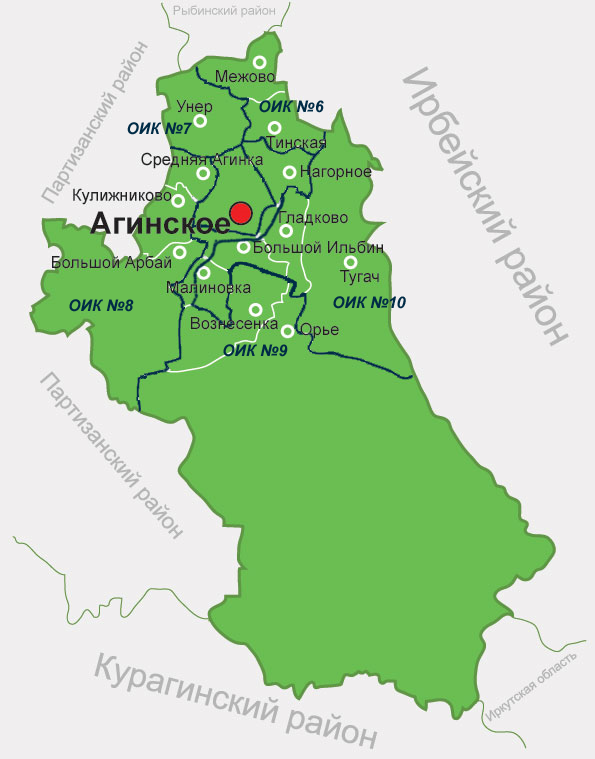 Рыбинский район
Партизанский район
Межово
Ирбейский район
Унер
ОИК №6
ОИК №7
Тинская
Средняя Агинка
Нагорное
Кулижниково
Агинское
Гладково
Большой Ильбин
Большой Арбай
Тугач
Малиновка
ОИК №8
ОИК №10
Вознесенка
Орье
ОИК №9
Партизанский район
Курагинский район
Иркутская область